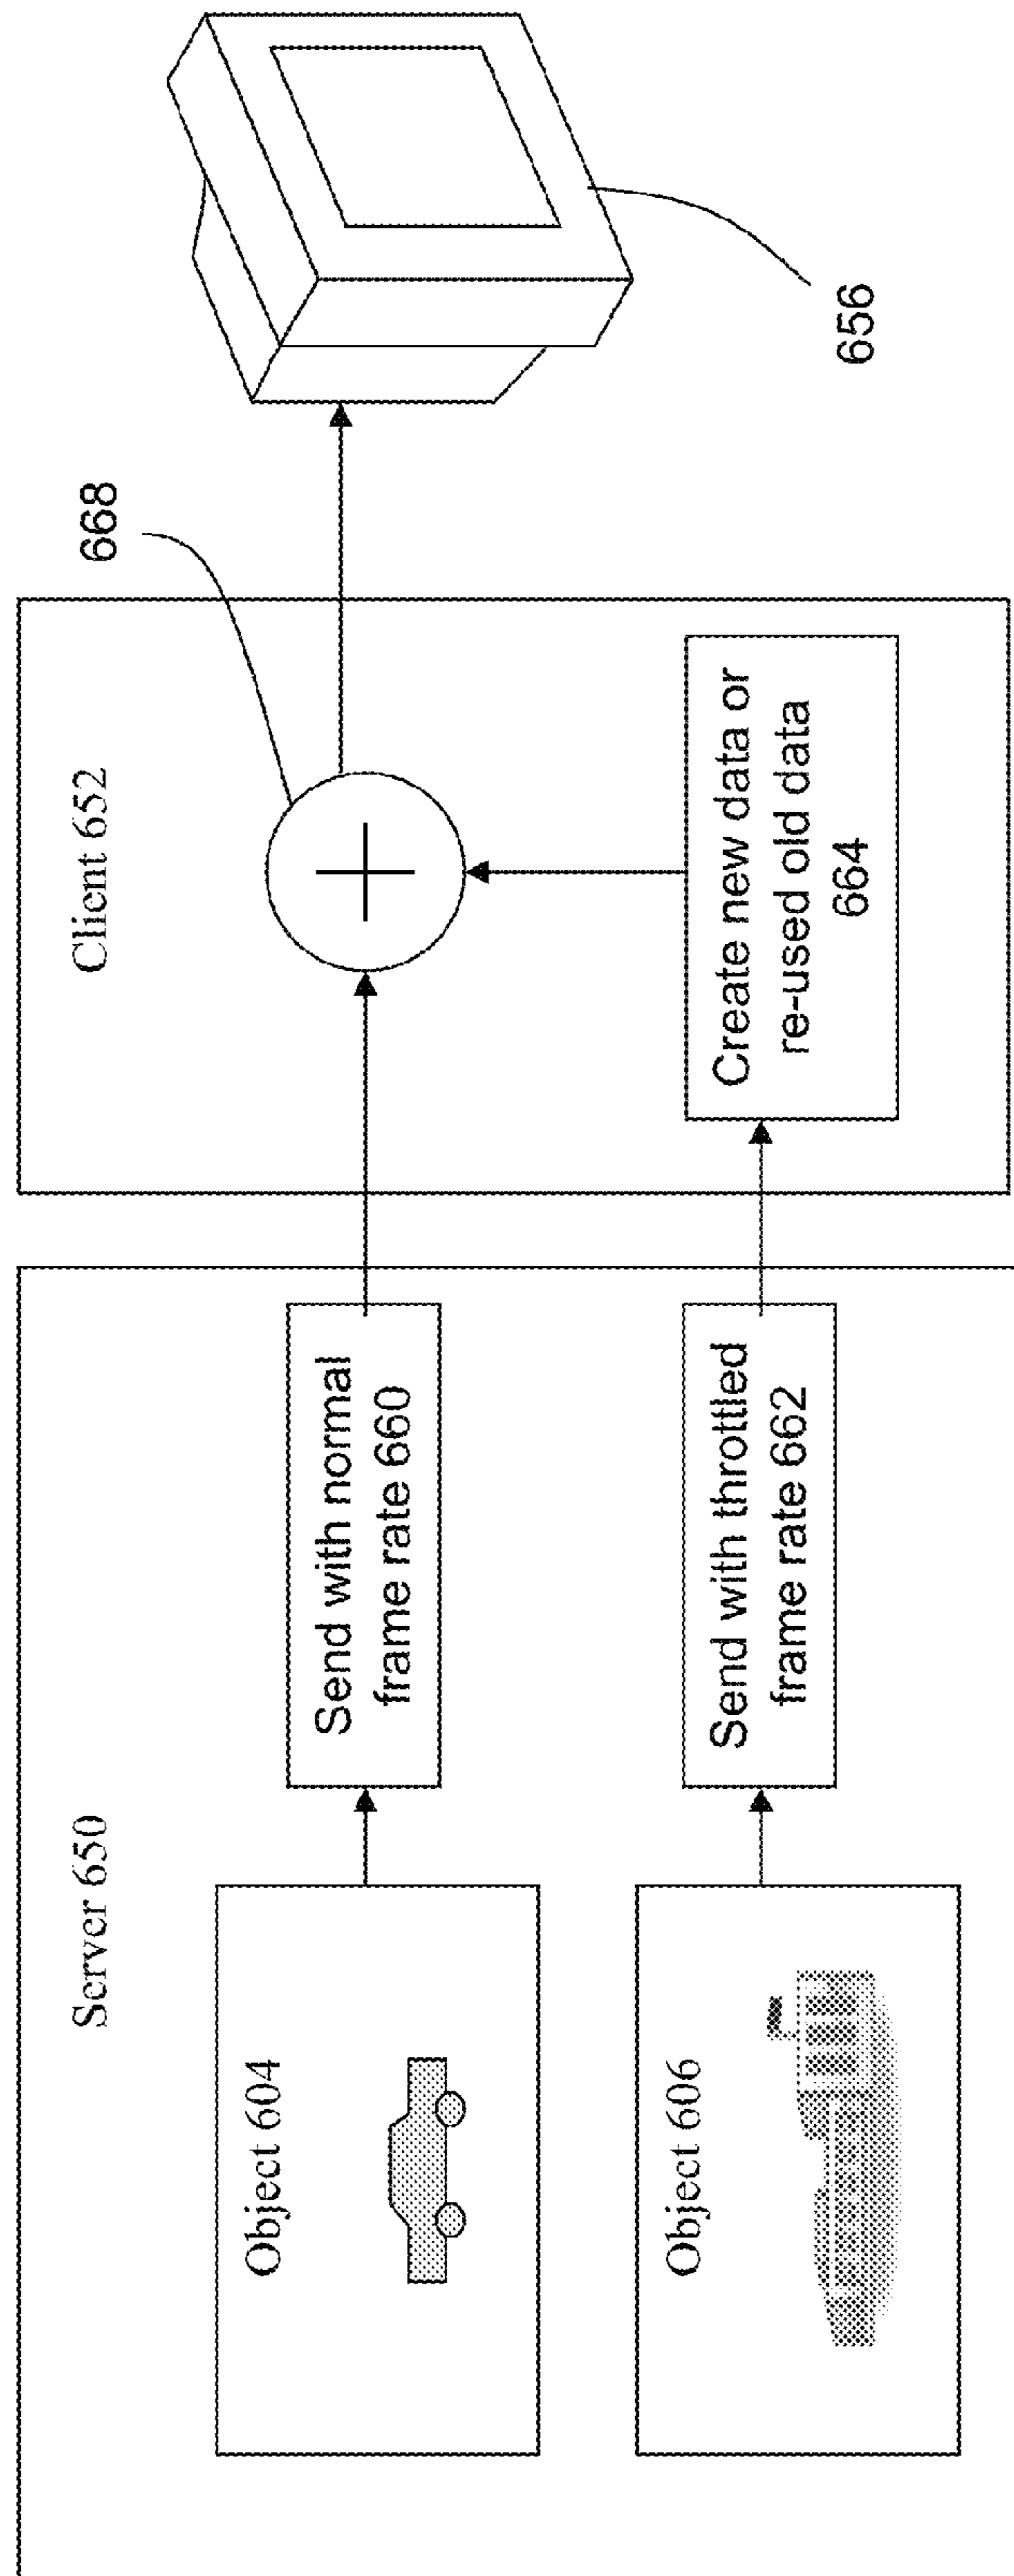 Server 650
Object 604
Send with normal
frame rate 660
Object 606
Send with throttled
frame rate 662
Client 652
668
Create new data or
re-used old data
664
656